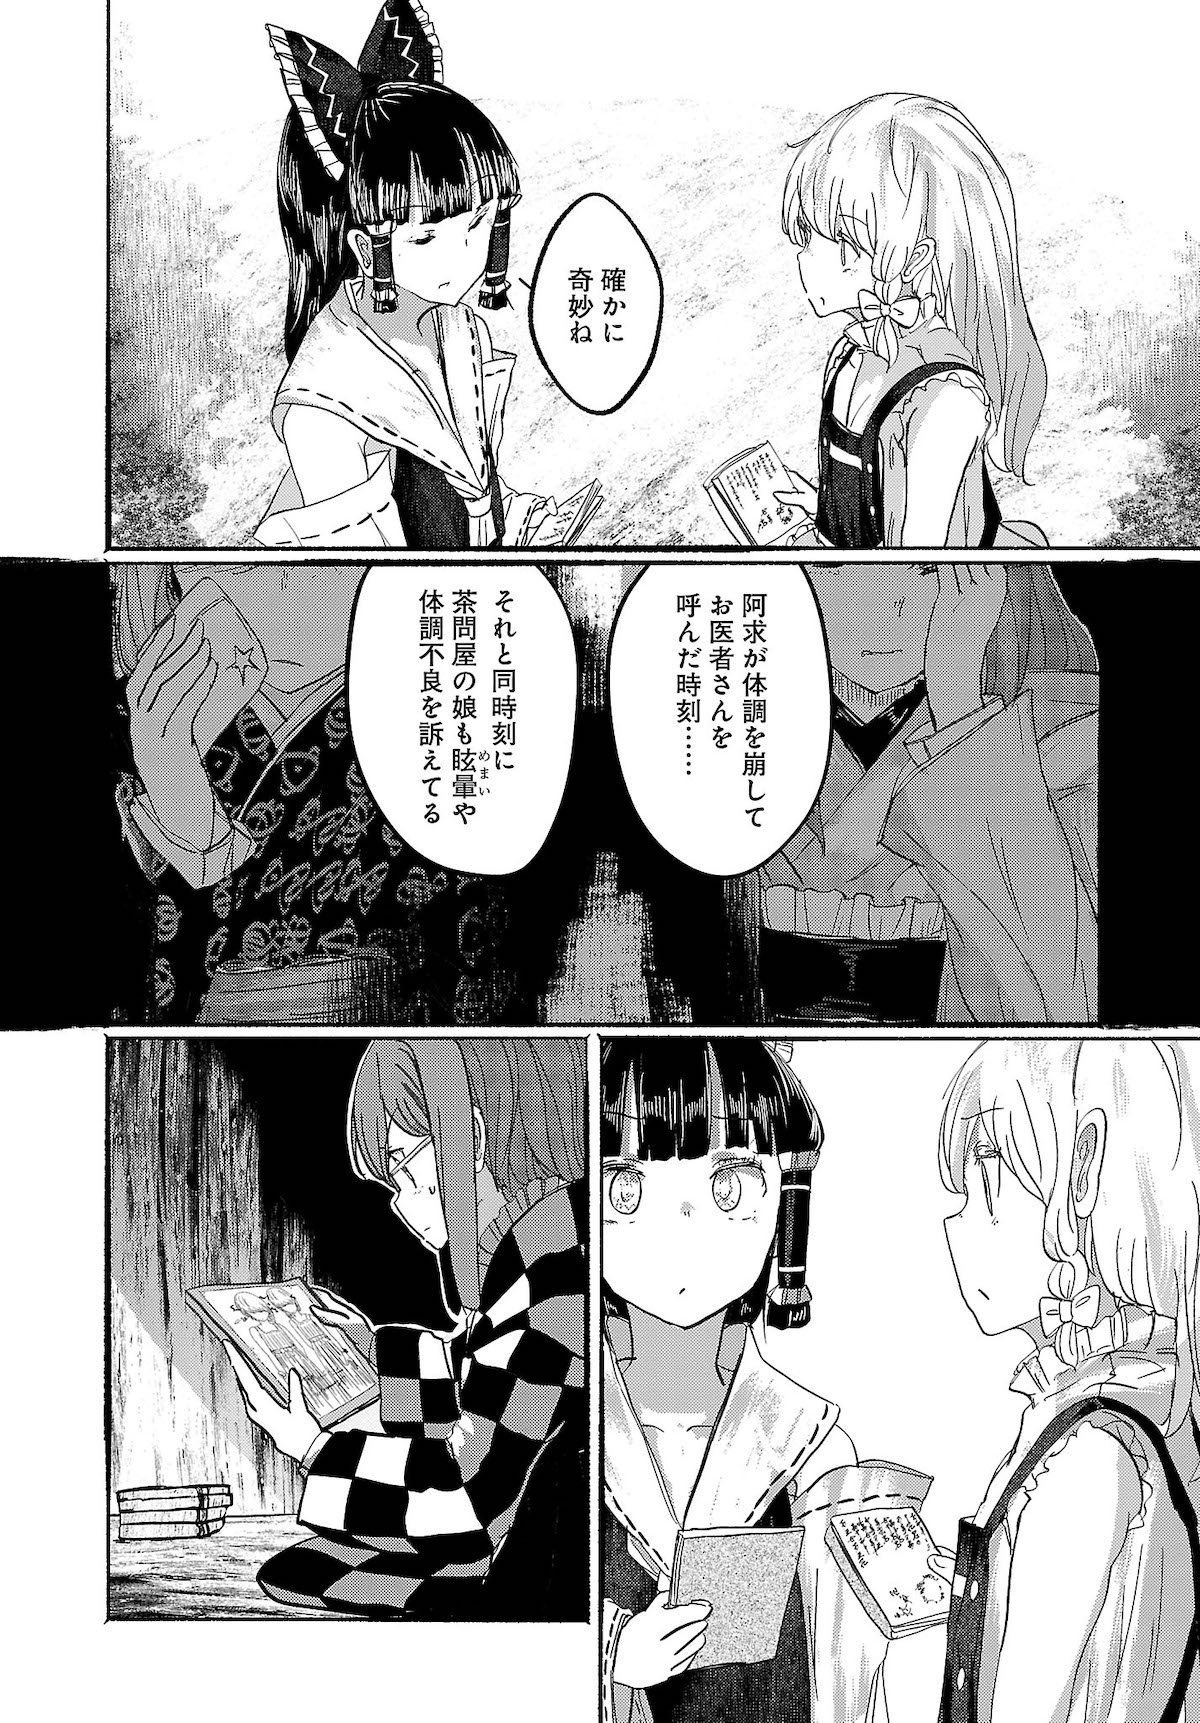 確かに
奇妙ね
阿求が体調を崩して
お医者さんを
呼んだ時刻……
それと同時刻に
茶問屋の娘も眩暈や
めまい
体調不良を訴えてる